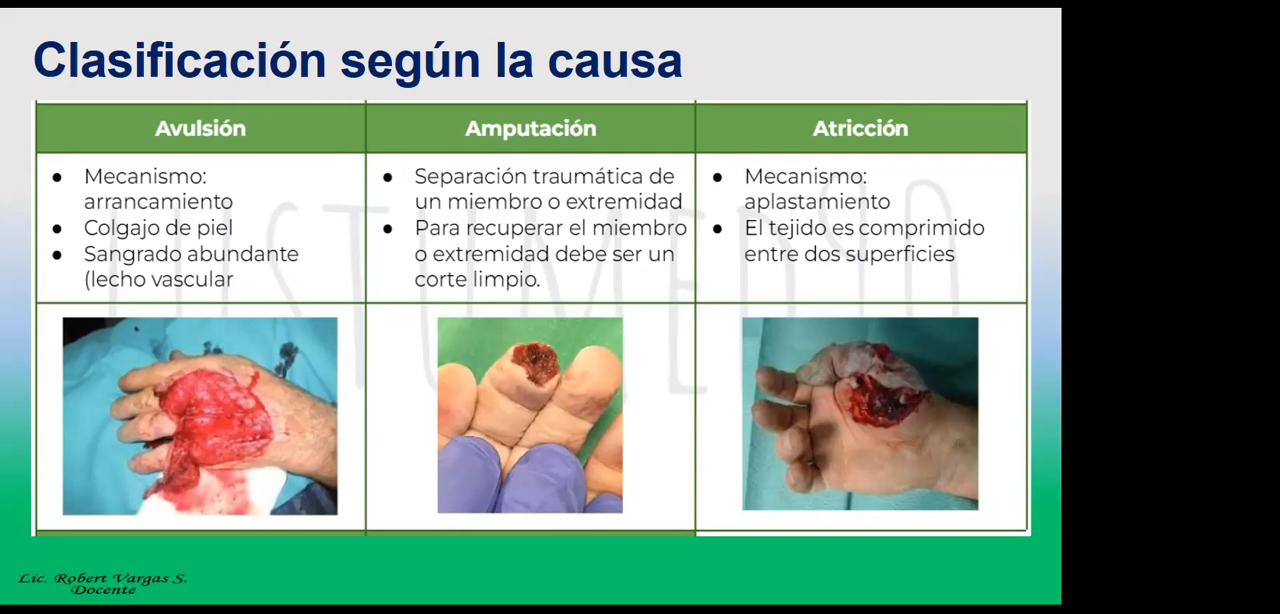 Clasificación según la causa
Avulsión
Amputación
Atricción
● Mecanismo:
arrancamiento
● Colgajo de piel
● Sangrado abundante
(lecho vascular
● Separación traumática de
un miembro o extremidad
● Para recuperar el miembro
o extremidad debe ser un
corte limpio.
● Mecanismo:
aplastamiento
● El tejido es comprimido
entre dos superficies
Lic. Robert Vargas S.
Docente